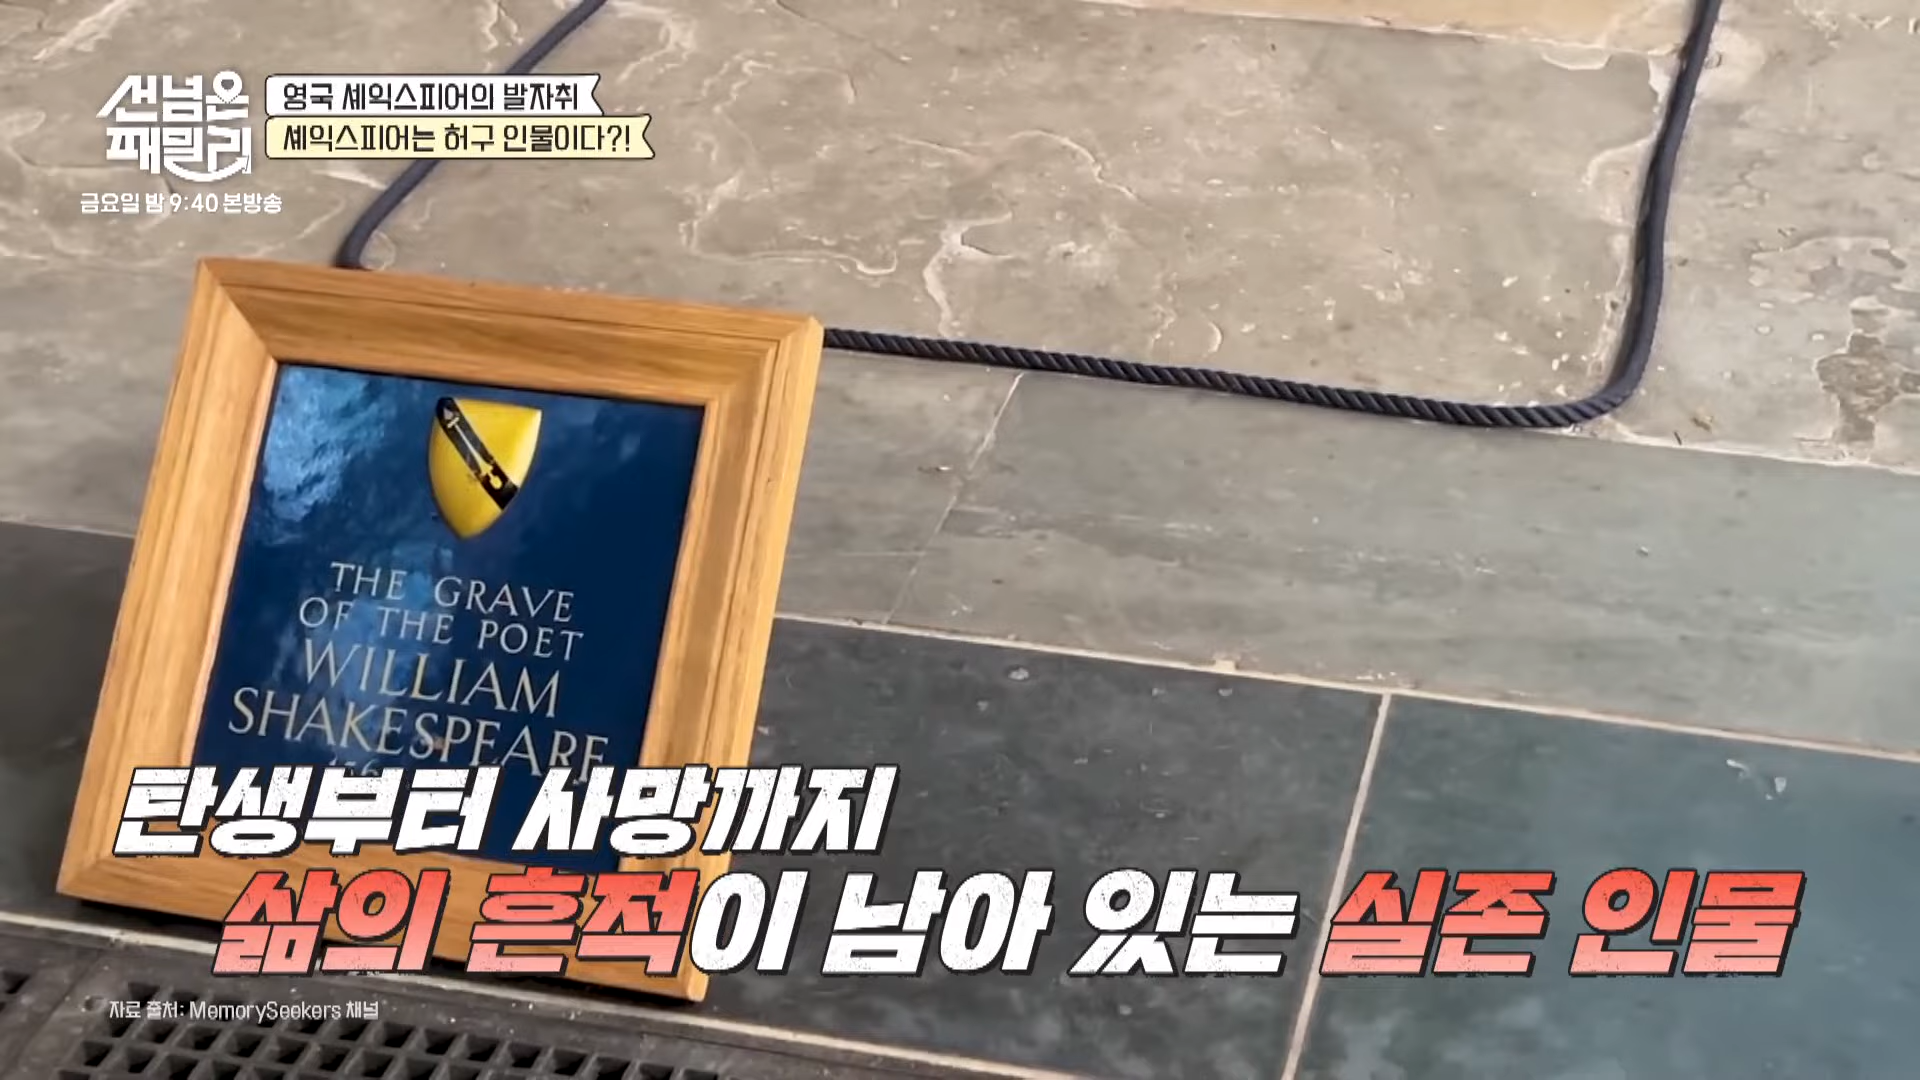 선넘은
패밀리
금요일 밤 9:40 본방송
영국 셰익스피어의 발자취
셰익스피어는 허구 인물이다?!
THE GRAVE
OF THE POET
WILLIAM
SHAKESPEARE
탄생부터 사망까지
삶의 흔적이 남아 있는 실존 인물
자료 출처: MemorySeekers 채널